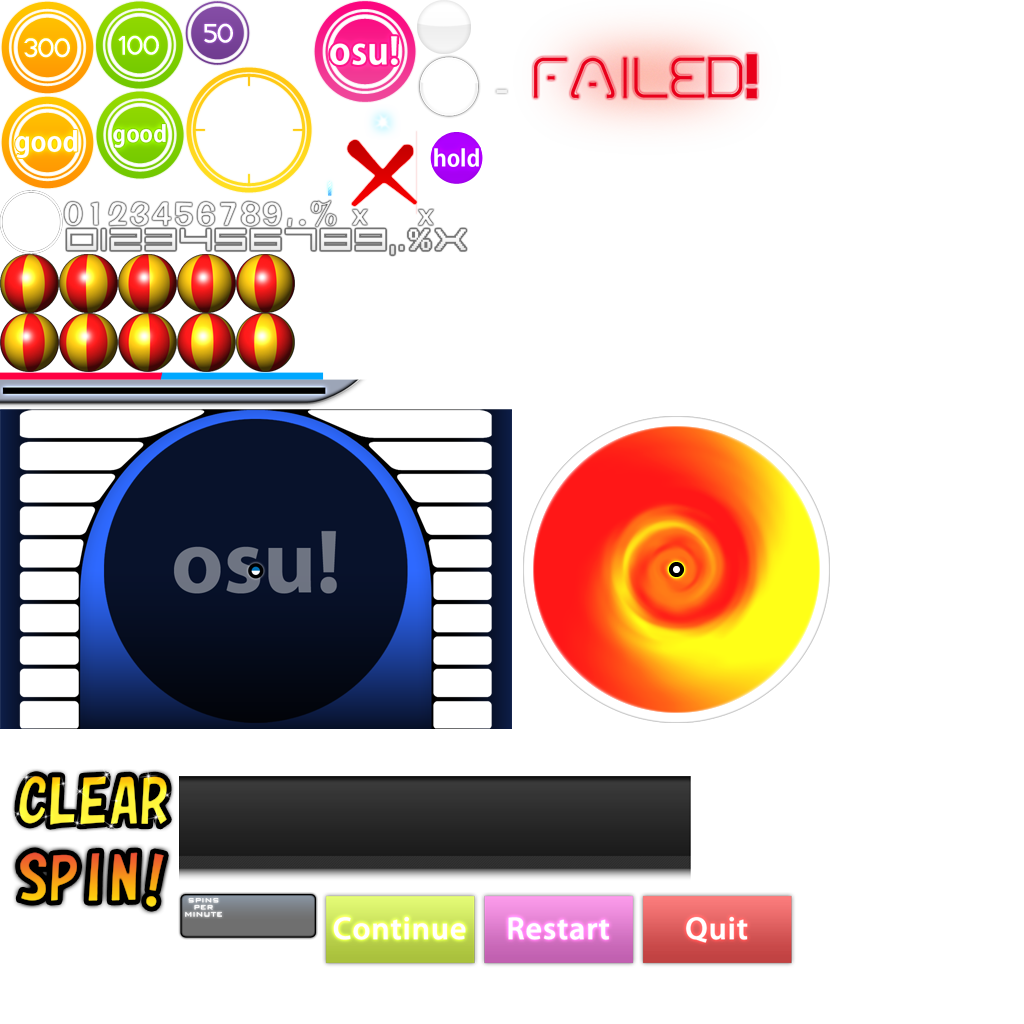 300
100
50
osu!
FAILED!
good
good
hold
0123456789,.% x x
0123456789,.%X
osu!
CLEAR
SPIN!
SPINS
PER
MINUTE
Continue
Restart
Quit